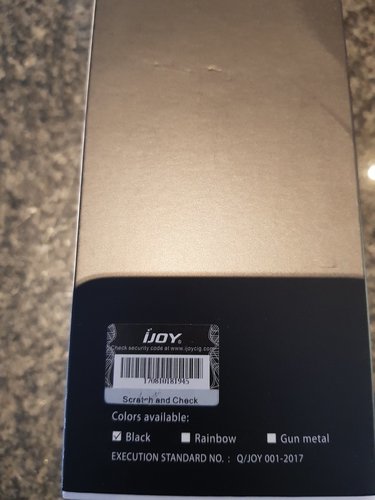 iJOY
Check security code at www.ijoycig.com
170810181945
Scratch and Check
Colors available:
Black Rainbow Gun metal
EXECUTION STANDARD NO. : Q/JOY 001-2017